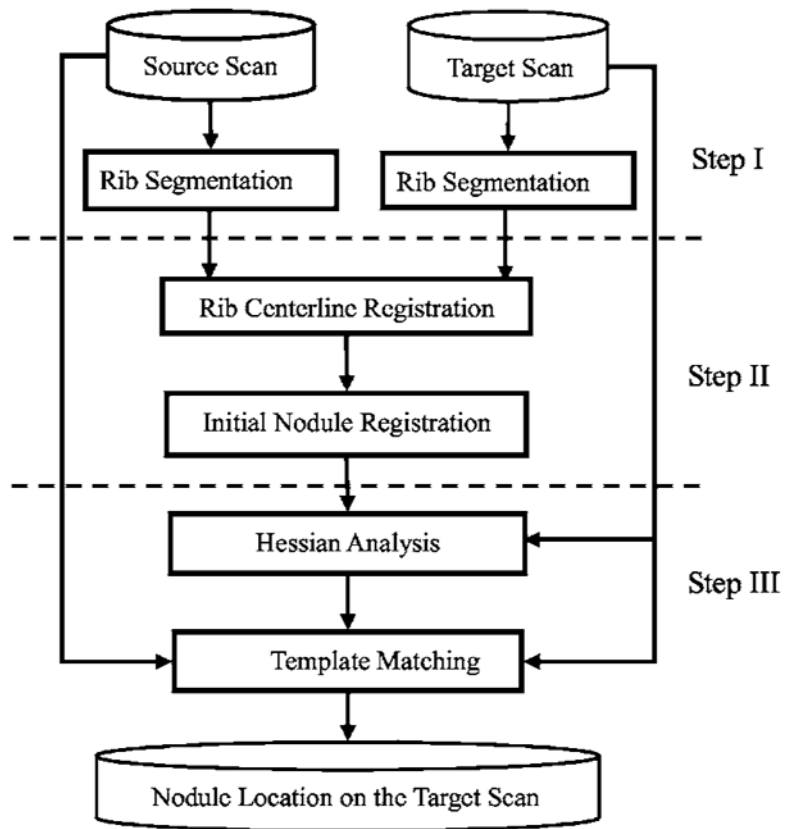 Source Scan
Target Scan
Rib Segmentation
Rib Segmentation
Step I
Rib Centerline Registration
Step II
Initial Nodule Registration
Hessian Analysis
Step III
Template Matching
Nodule Location on the Target Scan